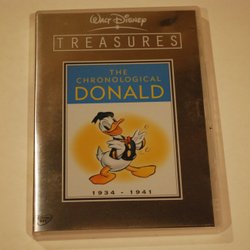 WALT DISNEY
TREASURES
THE
CHRONOLOGICAL
DONALD
1934 - 1941